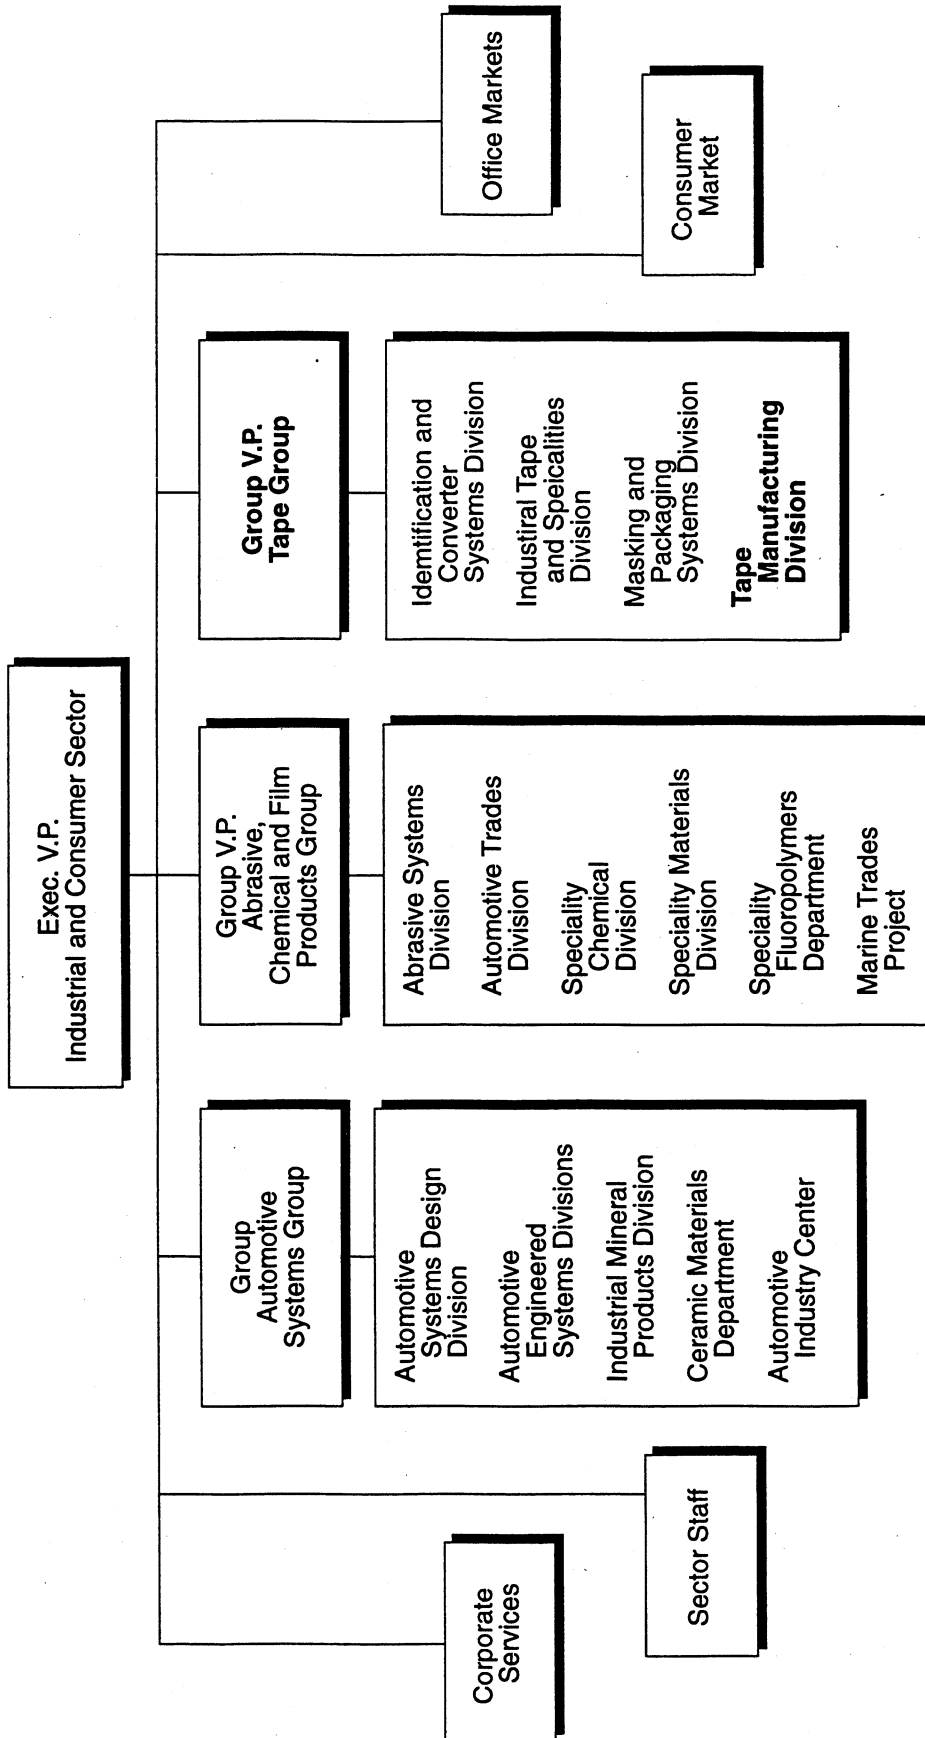 Exec. V.P.
Industrial and Consumer Sector
Corporate
Services
Sector Staff
Group
Automotive
Systems Group
Automotive
Systems Design
Division
Automotive
Engineered
Systems Divisions
Industrial Mineral
Products Division
Ceramic Materials
Department
Automotive
Industry Center
Group V.P.
Abrasive,
Chemical and Film
Products Group
Abrasive Systems
Division
Automotive Trades
Division
Speciality
Chemical
Division
Speciality Materials
Division
Speciality
Fluoropolymers
Department
Marine Trades
Project
Group V.P.
Tape Group
Idemtification and
Converter
Systems Division
Industiral Tape
and Speicalities
Division
Masking and
Packaging
Systems Division
Tape
Manufacturing
Division
Consumer
Market
Office Markets